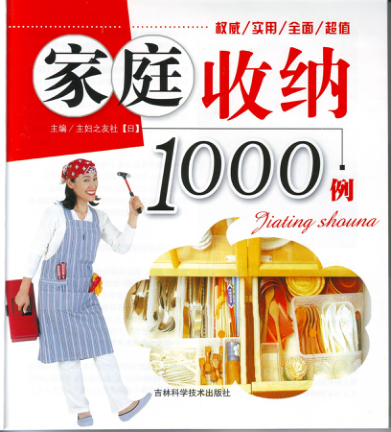 权威/实用/全面/超值
家庭收纳
主编/主妇之友社【日】
1000例
Jiating shouna
吉林科学技术出版社